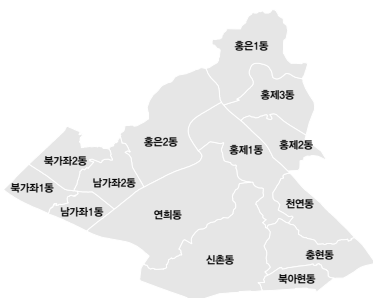 홍은1동
홍제3동
홍은2동
홍제1동
홍제2동
북가좌2동
북가좌1동
남가좌2동
남가좌1동
연희동
천연동
신촌동
충현동
북아현동